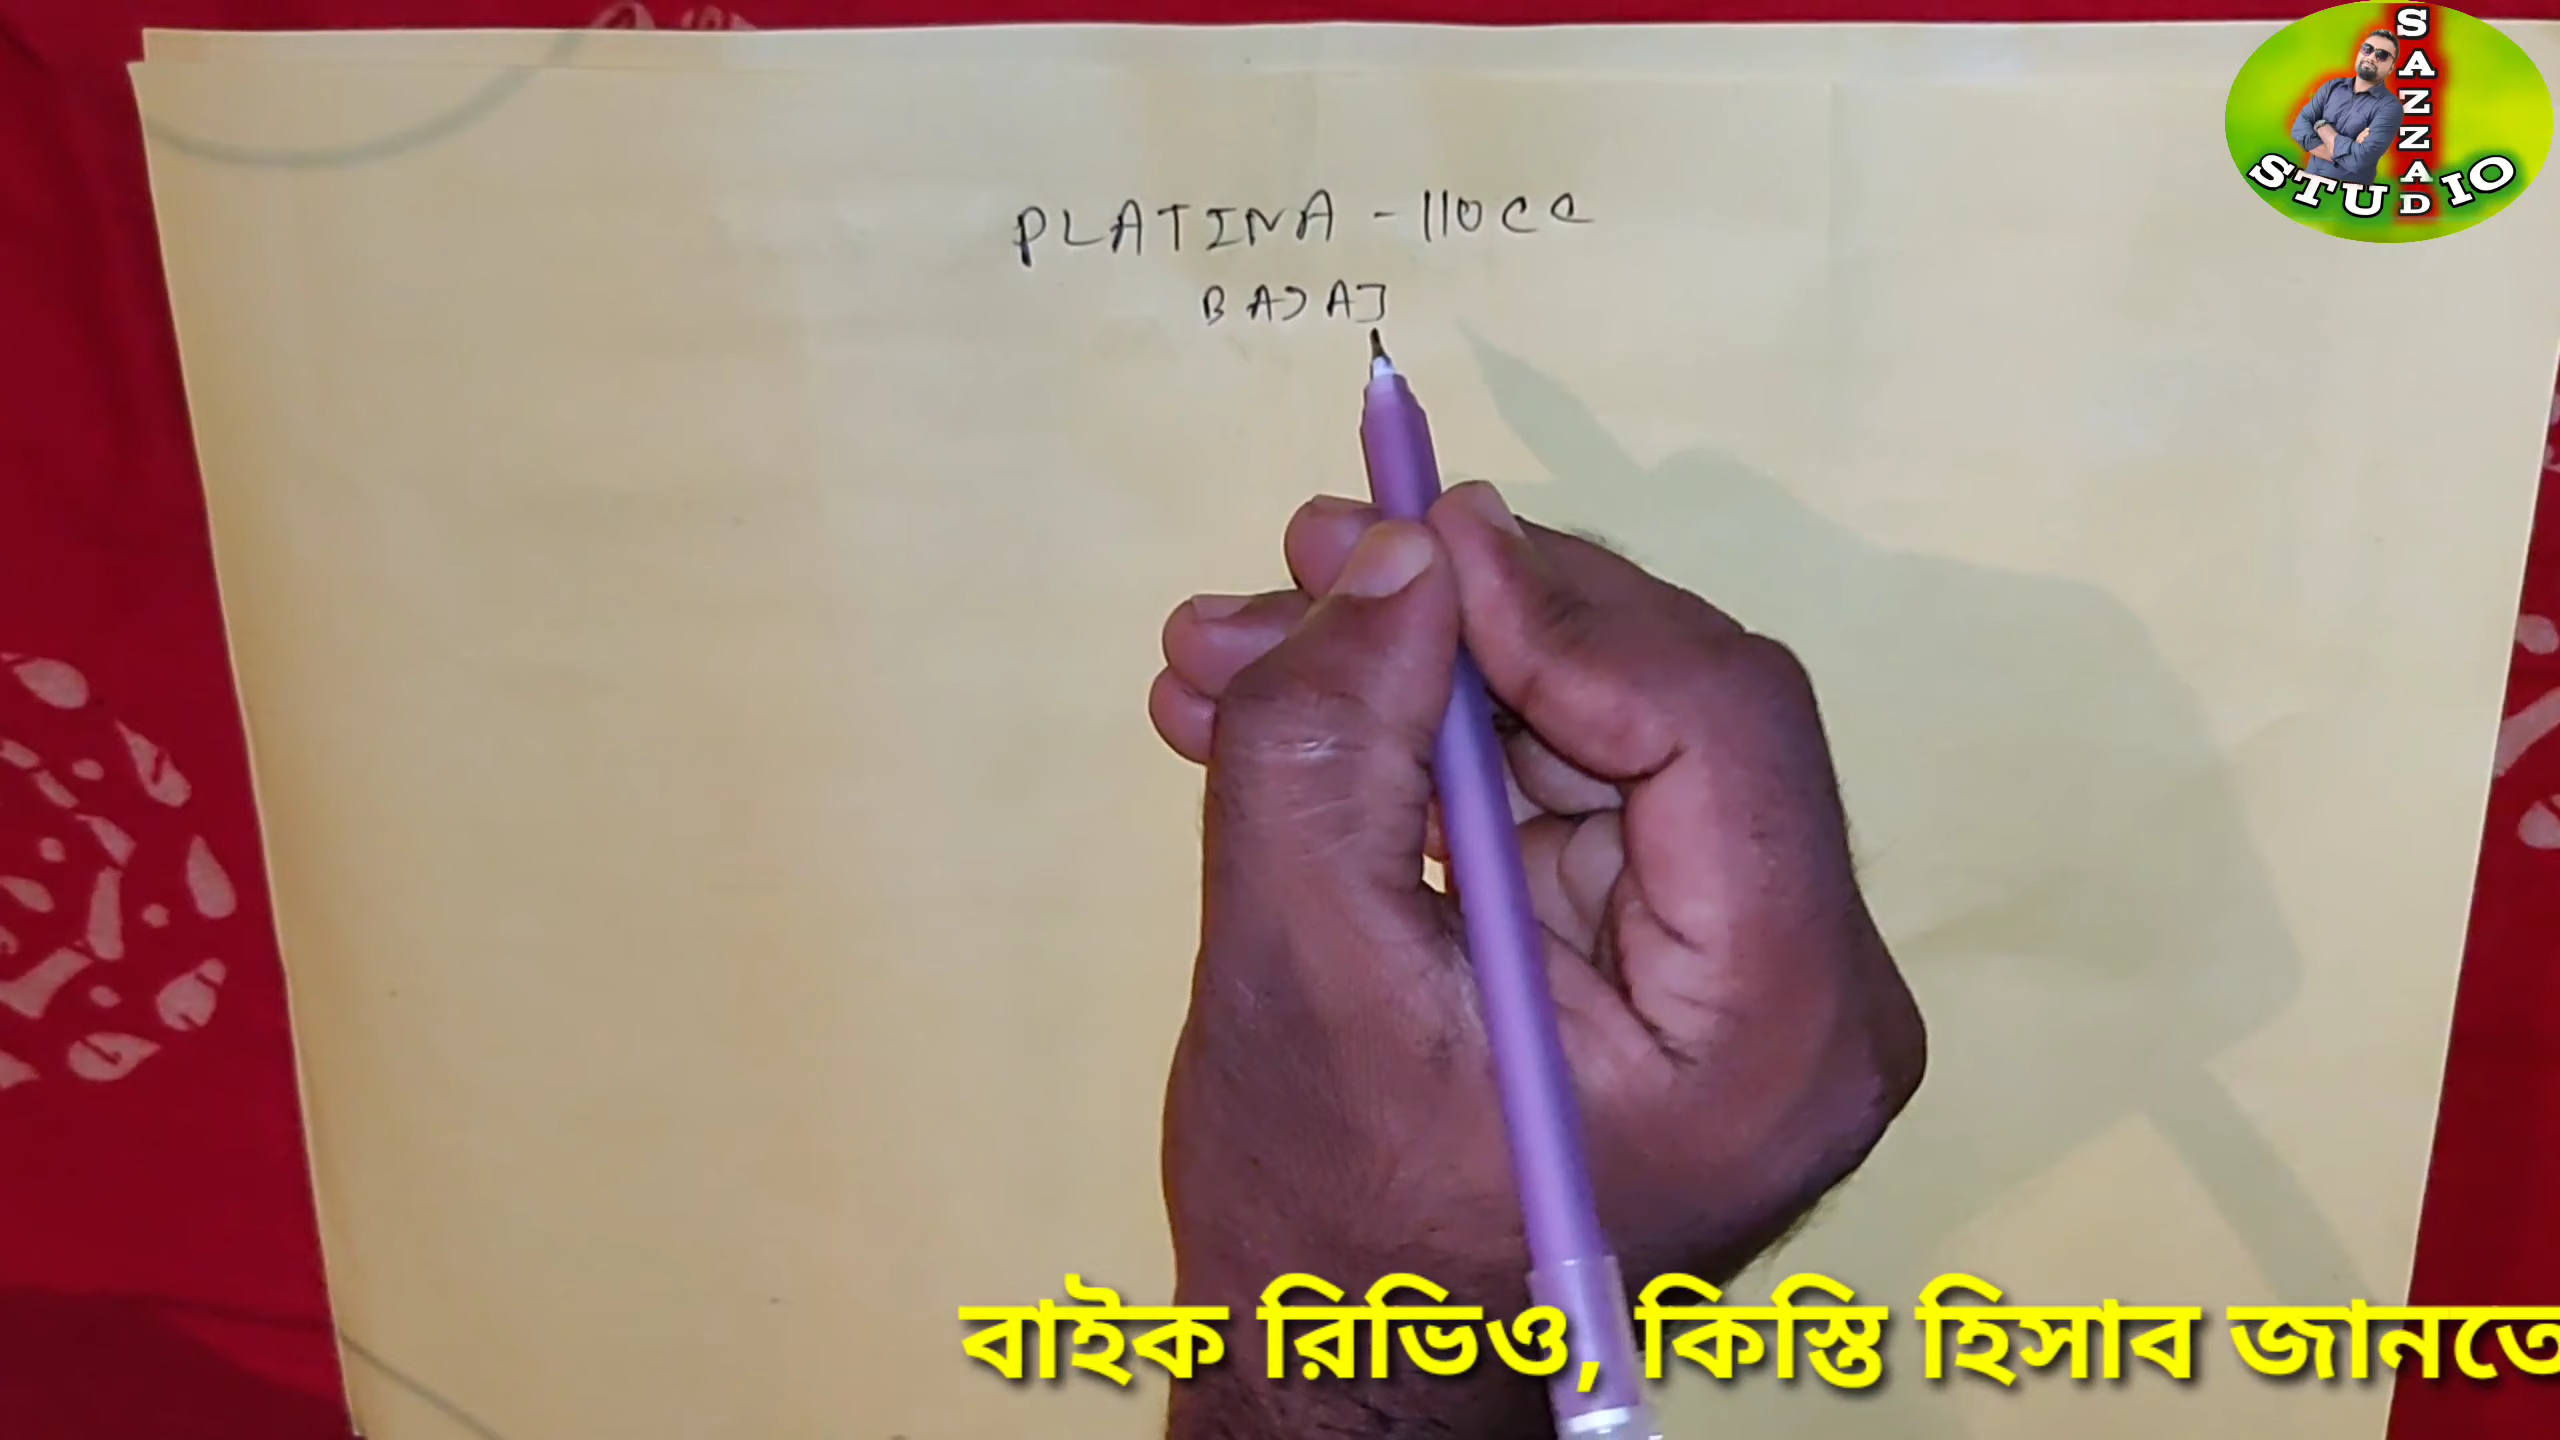 PLATINA - 110CC
BAJAJ
SAZZAD
STUDIO
বাইক রিভিও, কিস্তি হিসাব জানতে